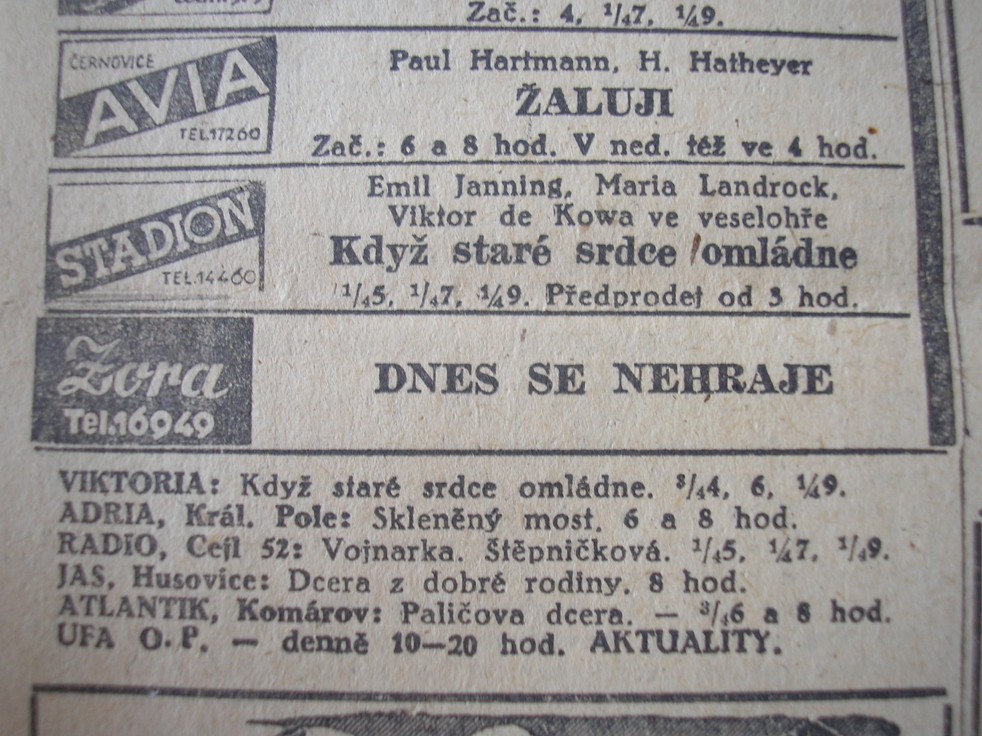 Zač.: 4, ¼7, ¼9.
ČERNOVICE
AVIA
TEL.17260
Paul Hartmann, H. Hatheyer
ŽALUJI
Zač.: 6 a 8 hod. V ned. též ve 4 hod.
STADION
TEL.14460
Emil Janning, Maria Landrock,
Viktor de Kowa ve veselohře
Když staré srdce omládne
¼5, ¼7, ¼9. Předprodej od 3 hod.
Zora
Tel.16949
DNES SE NEHRAJE
VIKTORIA: Když staré srdce omládne. ¾4, 6, ¼9.
ADRIA, Král. Pole: Skleněný most. 6 a 8 hod.
RADIO, Cejl 52: Vojnarka. Štěpničková. ¼5, ¼7, ¼9.
JAS, Husovice: Dcera z dobré rodiny. 8 hod.
ATLANTIK, Komárov: Paličova dcera. — ¾6 a 8 hod.
UFA O. P. — denně 10—20 hod. AKTUALITY.